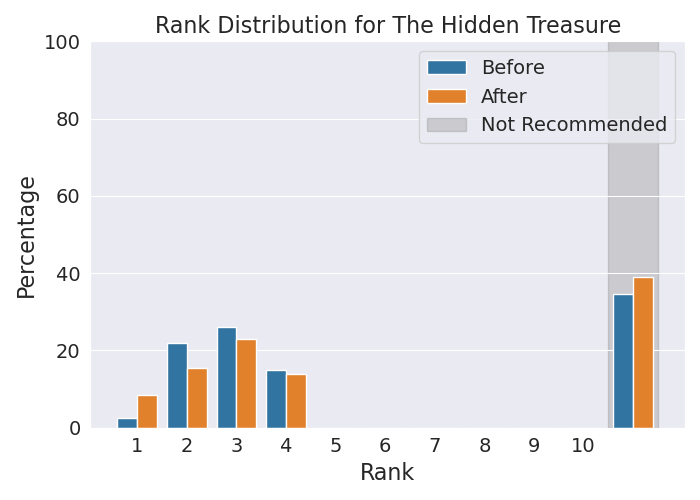 Rank Distribution for The Hidden Treasure
100
80
60
40
20
0
Percentage
Before
After
Not Recommended
1 2 3 4 5 6 7 8 9 10
Rank